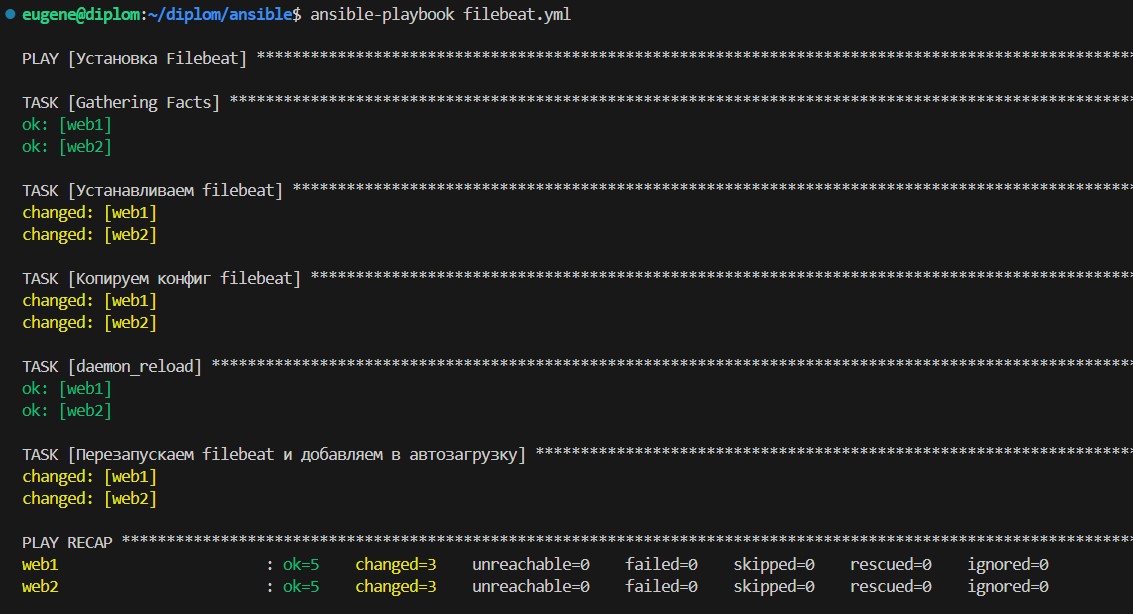 eugene@diplom:~/diplom/ansible$ ansible-playbook filebeat.yml
PLAY [Установка Filebeat] *************************************************************************************************
TASK [Gathering Facts] ****************************************************************************************************
ok: [web1]
ok: [web2]
TASK [Устанавливаем filebeat] *********************************************************************************************
changed: [web1]
changed: [web2]
TASK [Копируем конфиг filebeat] *******************************************************************************************
changed: [web1]
changed: [web2]
TASK [daemon_reload] ******************************************************************************************************
ok: [web1]
ok: [web2]
TASK [Перезапускаем filebeat и добавляем в автозагрузку] ******************************************************************
changed: [web1]
changed: [web2]
PLAY RECAP ****************************************************************************************************************
web1 : ok=5 changed=3 unreachable=0 failed=0 skipped=0 rescued=0 ignored=0
web2 : ok=5 changed=3 unreachable=0 failed=0 skipped=0 rescued=0 ignored=0